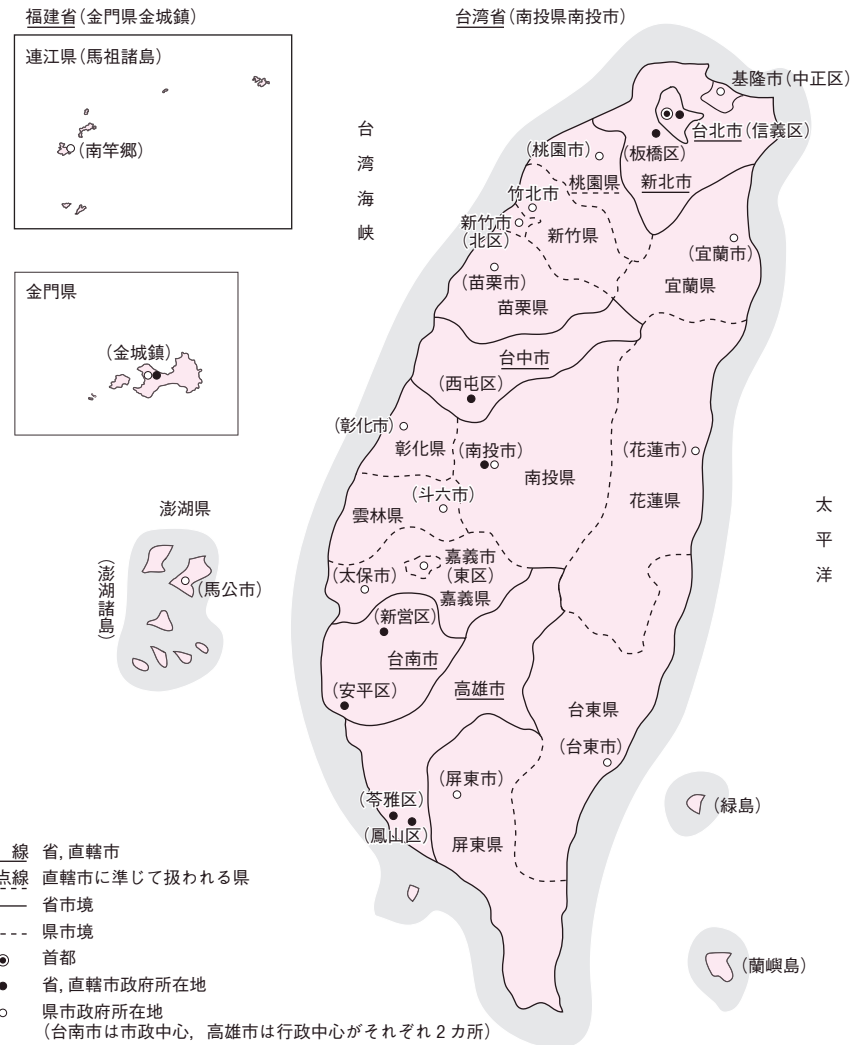 福建省(金門県金城鎮)
台湾省(南投県南投市)
連江県(馬祖諸島)
(南竿郷)
金門県
(金城鎮)
台湾海峡
基隆市(中正区)
台北市(信義区)
(板橋区)
新北市
(桃園市)
桃園県
竹北市
新竹市
(北区)
新竹県
(宜蘭市)
宜蘭県
(苗栗市)
苗栗県
台中市
(西屯区)
(彰化市)
彰化県
(南投市)
南投県
(花蓮市)
花蓮県
(斗六市)
雲林県
太平洋
澎湖県
(澎湖諸島)
(馬公市)
嘉義市
(東区)
(太保市)
嘉義県
(新営区)
台南市
(安平区)
高雄市
台東県
(台東市)
(屏東市)
屏東県
(苓雅区)
(鳳山区)
(緑島)
(蘭嶼島)
線 省,直轄市
点線 直轄市に準じて扱われる県
省市境
県市境
首都
省,直轄市政府所在地
県市政府所在地
(台南市は市政中心,高雄市は行政中心がそれぞれ2カ所)